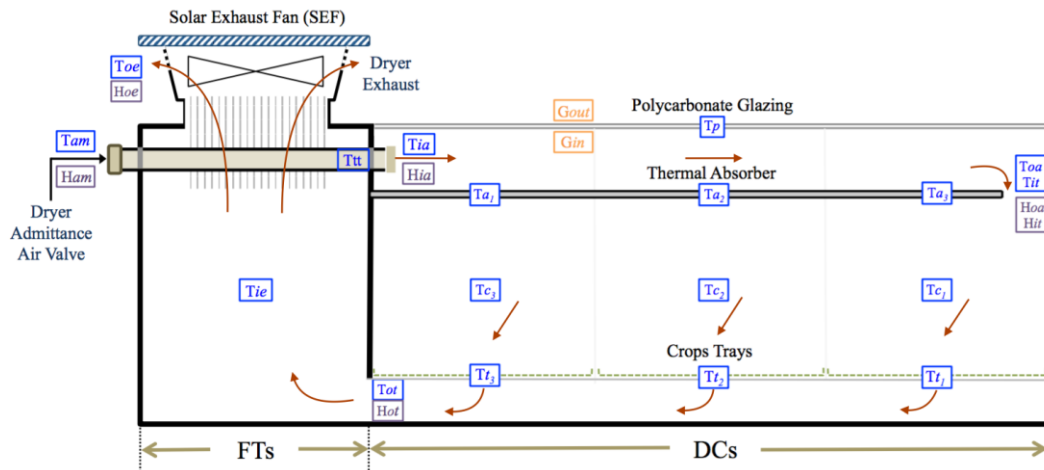 Solar Exhaust Fan (SEF)
Toe
Hoe
Dryer
Exhaust
Gout
Gin
Polycarbonate Glazing
Tp
Tam
Ham
Ttt
Tia
Hia
Thermal Absorber
Toa
Tit
Hoa
Hit
Ta1
Ta2
Ta3
Dryer
Admittance
Air Valve
Tie
Tc3
Tc2
Tc1
Crops Trays
Tt3
Tt2
Tt1
Tot
Hot
FTs
DCs